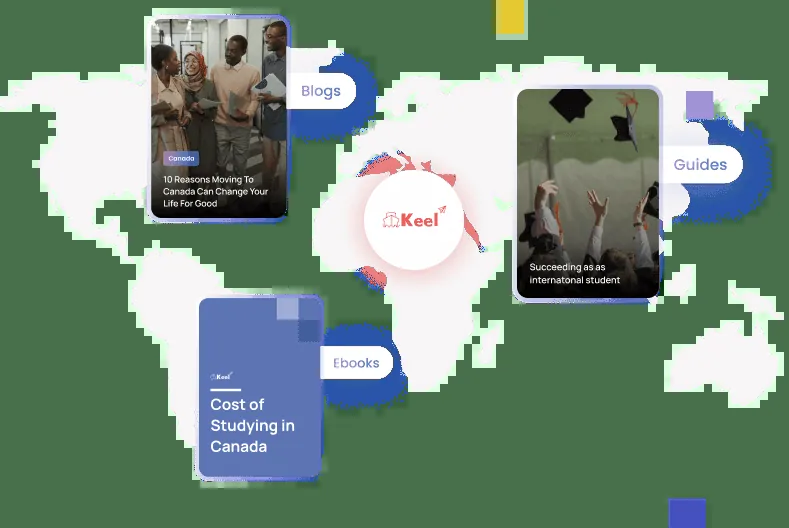 Blogs
Canada
10 Reasons Moving To
Canada Can Change Your
Life For Good
Guides
Keel
Succeeding as as
internatonal student
Ebooks
Keel
Cost of
Studying in
Canada